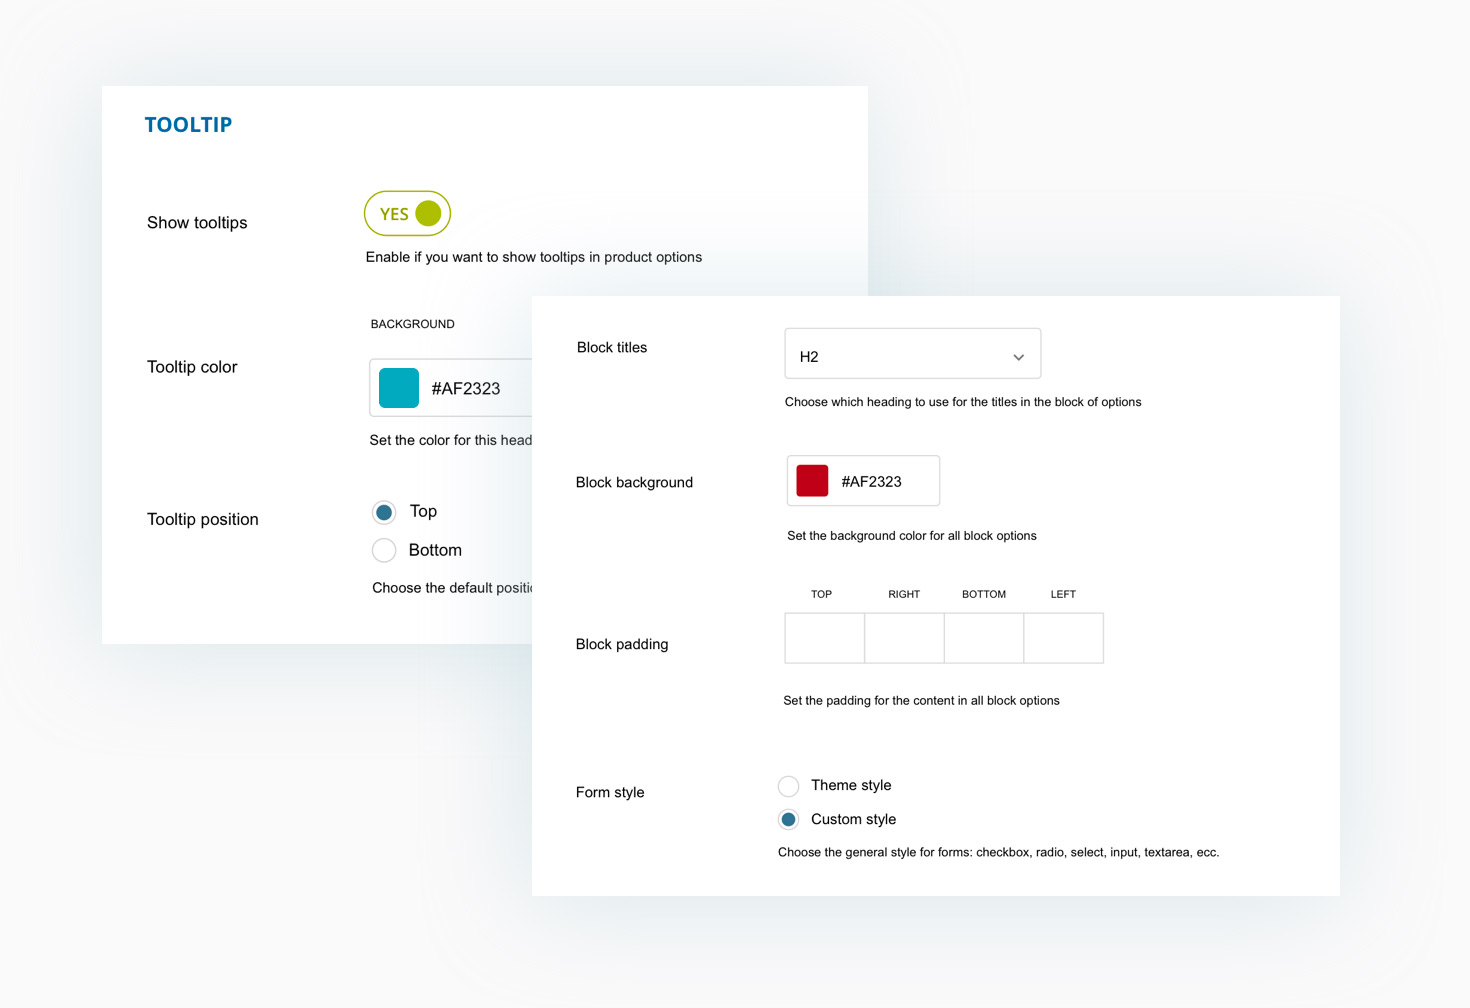 TOOLTIP
Show tooltips
YES
Enable if you want to show tooltips in product options
BACKGROUND
Tooltip color
#AF2323
Set the color for this head
Tooltip position
Top
Bottom
Choose the default
Block titles
H2
Choose which heading to use for the titles in the block of options
Block background
#AF2323
Set the background color for all block options
TOP RIGHT BOTTOM LEFT
Block padding
Set the padding for the content in all block options
Form style
Theme style
Custom style
Choose the general style for forms: checkbox, radio, select, input, textarea, ecc.